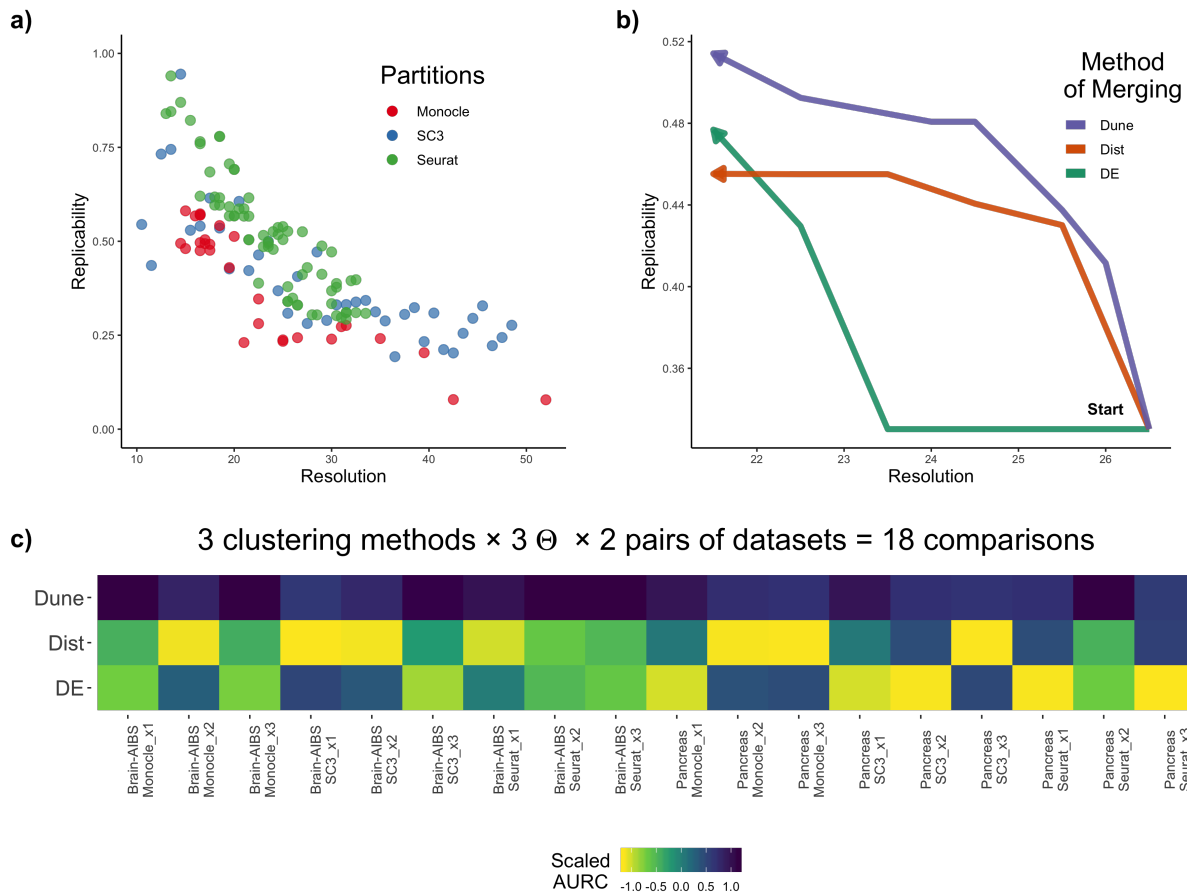 a)
1.00
0.75
0.50
0.25
0.00
Replicability
10
20
30
40
50
Resolution
Partitions
Monocle
SC3
Seurat
b)
0.52
0.48
0.44
0.40
0.36
Replicability
22
23
24
25
26
Resolution
Method
of Merging
Dune
Dist
DE
Start
c)
3 clustering methods × 3 Θ × 2 pairs of datasets = 18 comparisons
Dune
Dist
DE
Brain-AIBS
Monocle_x1
Brain-AIBS
Monocle_x2
Brain-AIBS
Monocle_x3
Brain-AIBS
SC3_x1
Brain-AIBS
SC3_x2
Brain-AIBS
SC3_x3
Brain-AIBS
Seurat_x1
Brain-AIBS
Seurat_x2
Brain-AIBS
Seurat_x3
Pancreas
Monocle_x1
Pancreas
Monocle_x2
Pancreas
Monocle_x3
Pancreas
SC3_x1
Pancreas
SC3_x2
Pancreas
SC3_x3
Pancreas
Seurat_x1
Pancreas
Seurat_x2
Pancreas
Seurat_x3
Scaled
AURC
-1.0 -0.5 0.0 0.5 1.0